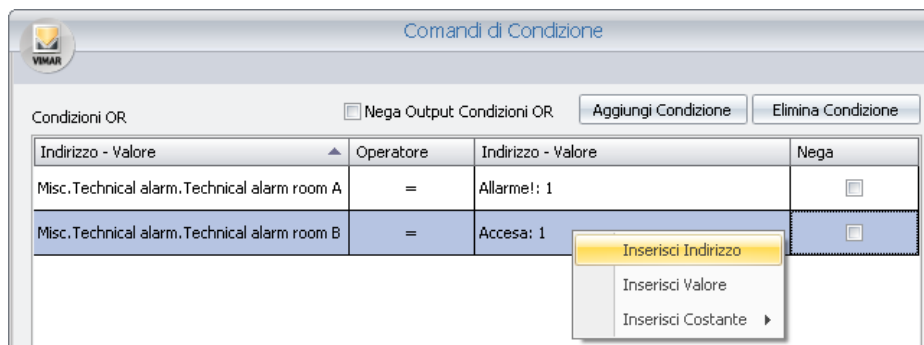 Comandi di Condizione
VIMAR
Condizioni OR Nega Output Condizioni OR Aggiungi Condizione Elimina Condizione
Indirizzo - Valore Operatore Indirizzo - Valore Nega
Misc.Technical alarm.Technical alarm room A = Allarme!: 1
Misc.Technical alarm.Technical alarm room B = Accesa: 1
Inserisci Indirizzo
Inserisci Valore
Inserisci Costante